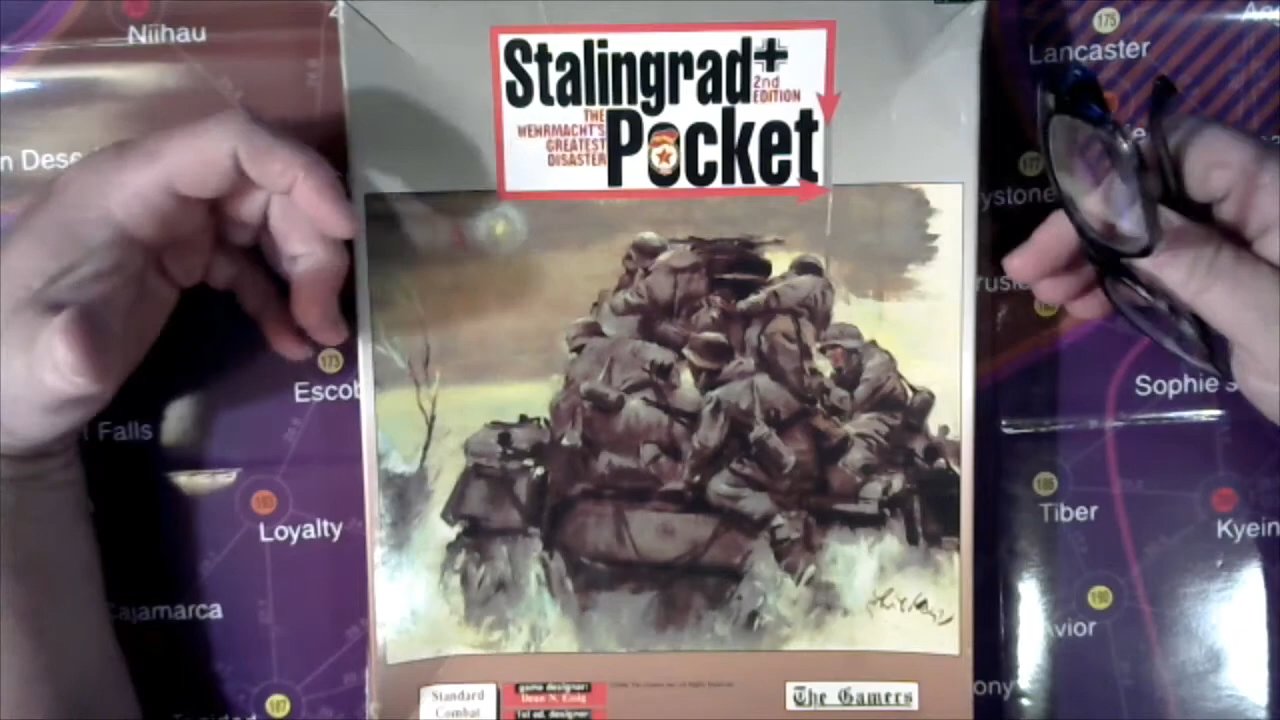 Niihau
175
Lancaster
Stalingrad
2nd
EDITION
THE
WEHRMACHT'S
GREATEST
DISASTER
Pocket
n Dese
177
ystone
173
Escob
Sophie's
Falls
193
Loyalty
186
Tiber
Kyein
Cajamarca
190
Avior
ony
187
Standard
Combat
game designer:
Dean N. Essig
1st ed. designer
The Gamers